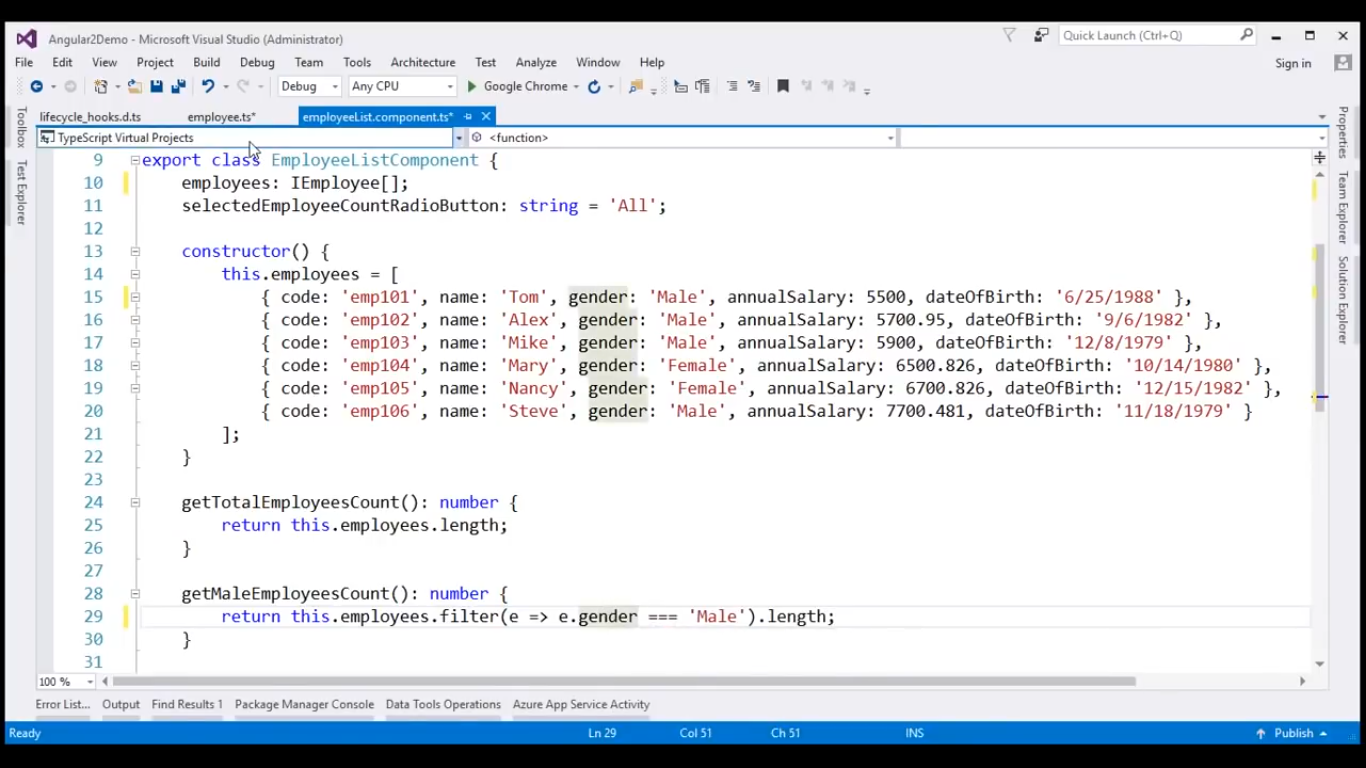 Angular2Demo - Microsoft Visual Studio (Administrator)
Quick Launch (Ctrl+Q)
File Edit View Project Build Debug Team Tools Architecture Test Analyze Window Help
Sign in
Debug Any CPU Google Chrome
lifecycle_hooks.d.ts employee.ts* employeeList.component.ts*
TypeScript Virtual Projects <function>
Toolbox
Test Explorer
9 export class EmployeeListComponent {
10 employees: IEmployee[];
11 selectedEmployeeCountRadioButton: string = 'All';
12
13 constructor() {
14 this.employees = [
15 { code: 'emp101', name: 'Tom', gender: 'Male', annualSalary: 5500, dateOfBirth: '6/25/1988' },
16 { code: 'emp102', name: 'Alex', gender: 'Male', annualSalary: 5700.95, dateOfBirth: '9/6/1982' },
17 { code: 'emp103', name: 'Mike', gender: 'Male', annualSalary: 5900, dateOfBirth: '12/8/1979' },
18 { code: 'emp104', name: 'Mary', gender: 'Female', annualSalary: 6500.826, dateOfBirth: '10/14/1980' },
19 { code: 'emp105', name: 'Nancy', gender: 'Female', annualSalary: 6700.826, dateOfBirth: '12/15/1982' },
20 { code: 'emp106', name: 'Steve', gender: 'Male', annualSalary: 7700.481, dateOfBirth: '11/18/1979' }
21 ];
22 }
23
24 getTotalEmployeesCount(): number {
25 return this.employees.length;
26 }
27
28 getMaleEmployeesCount(): number {
29 return this.employees.filter(e => e.gender === 'Male').length;
30 }
31
Properties
Team Explorer
Solution Explorer
100 %
Error List... Output Find Results 1 Package Manager Console Data Tools Operations Azure App Service Activity
Ready Ln 29 Col 51 Ch 51 INS Publish